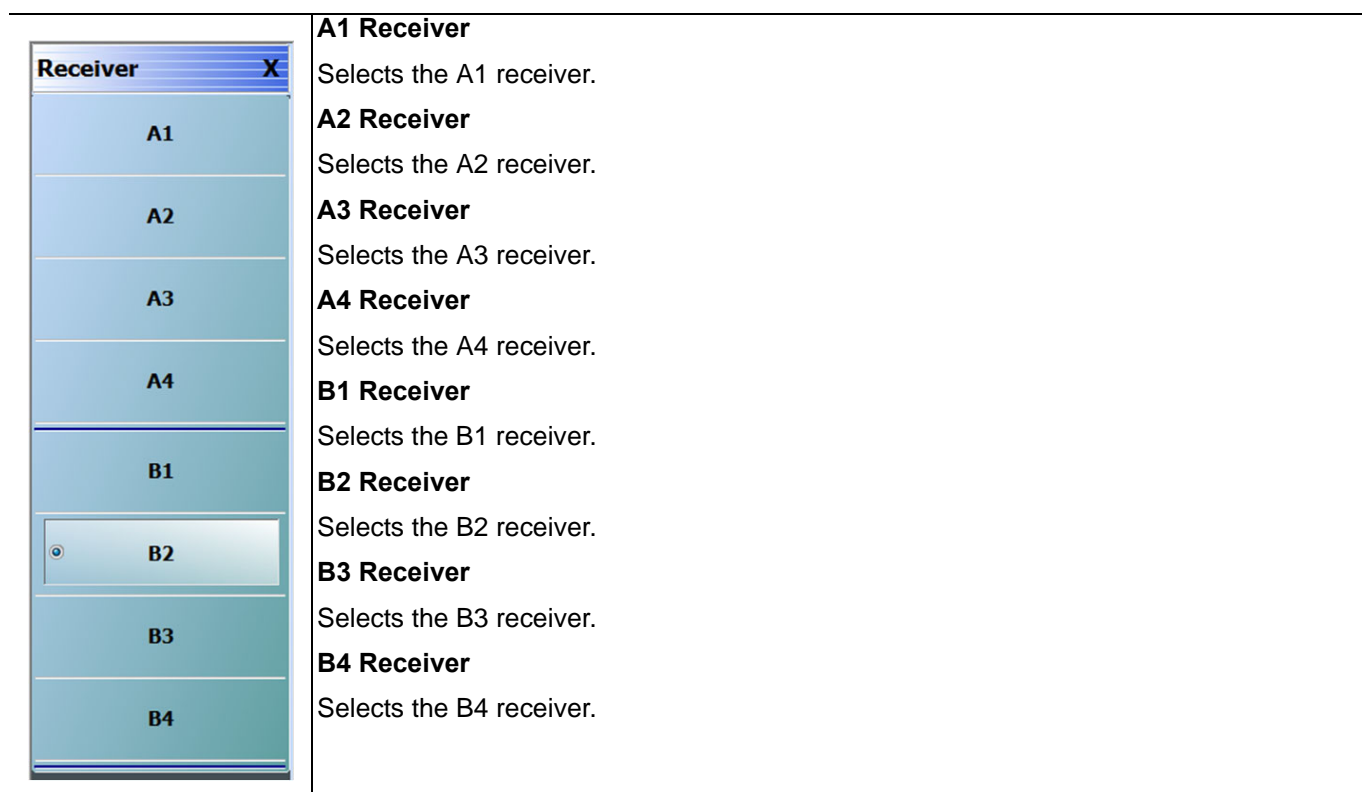 Receiver X
A1
A2
A3
A4
B1
B2
B3
B4
A1 Receiver
Selects the A1 receiver.
A2 Receiver
Selects the A2 receiver.
A3 Receiver
Selects the A3 receiver.
A4 Receiver
Selects the A4 receiver.
B1 Receiver
Selects the B1 receiver.
B2 Receiver
Selects the B2 receiver.
B3 Receiver
Selects the B3 receiver.
B4 Receiver
Selects the B4 receiver.